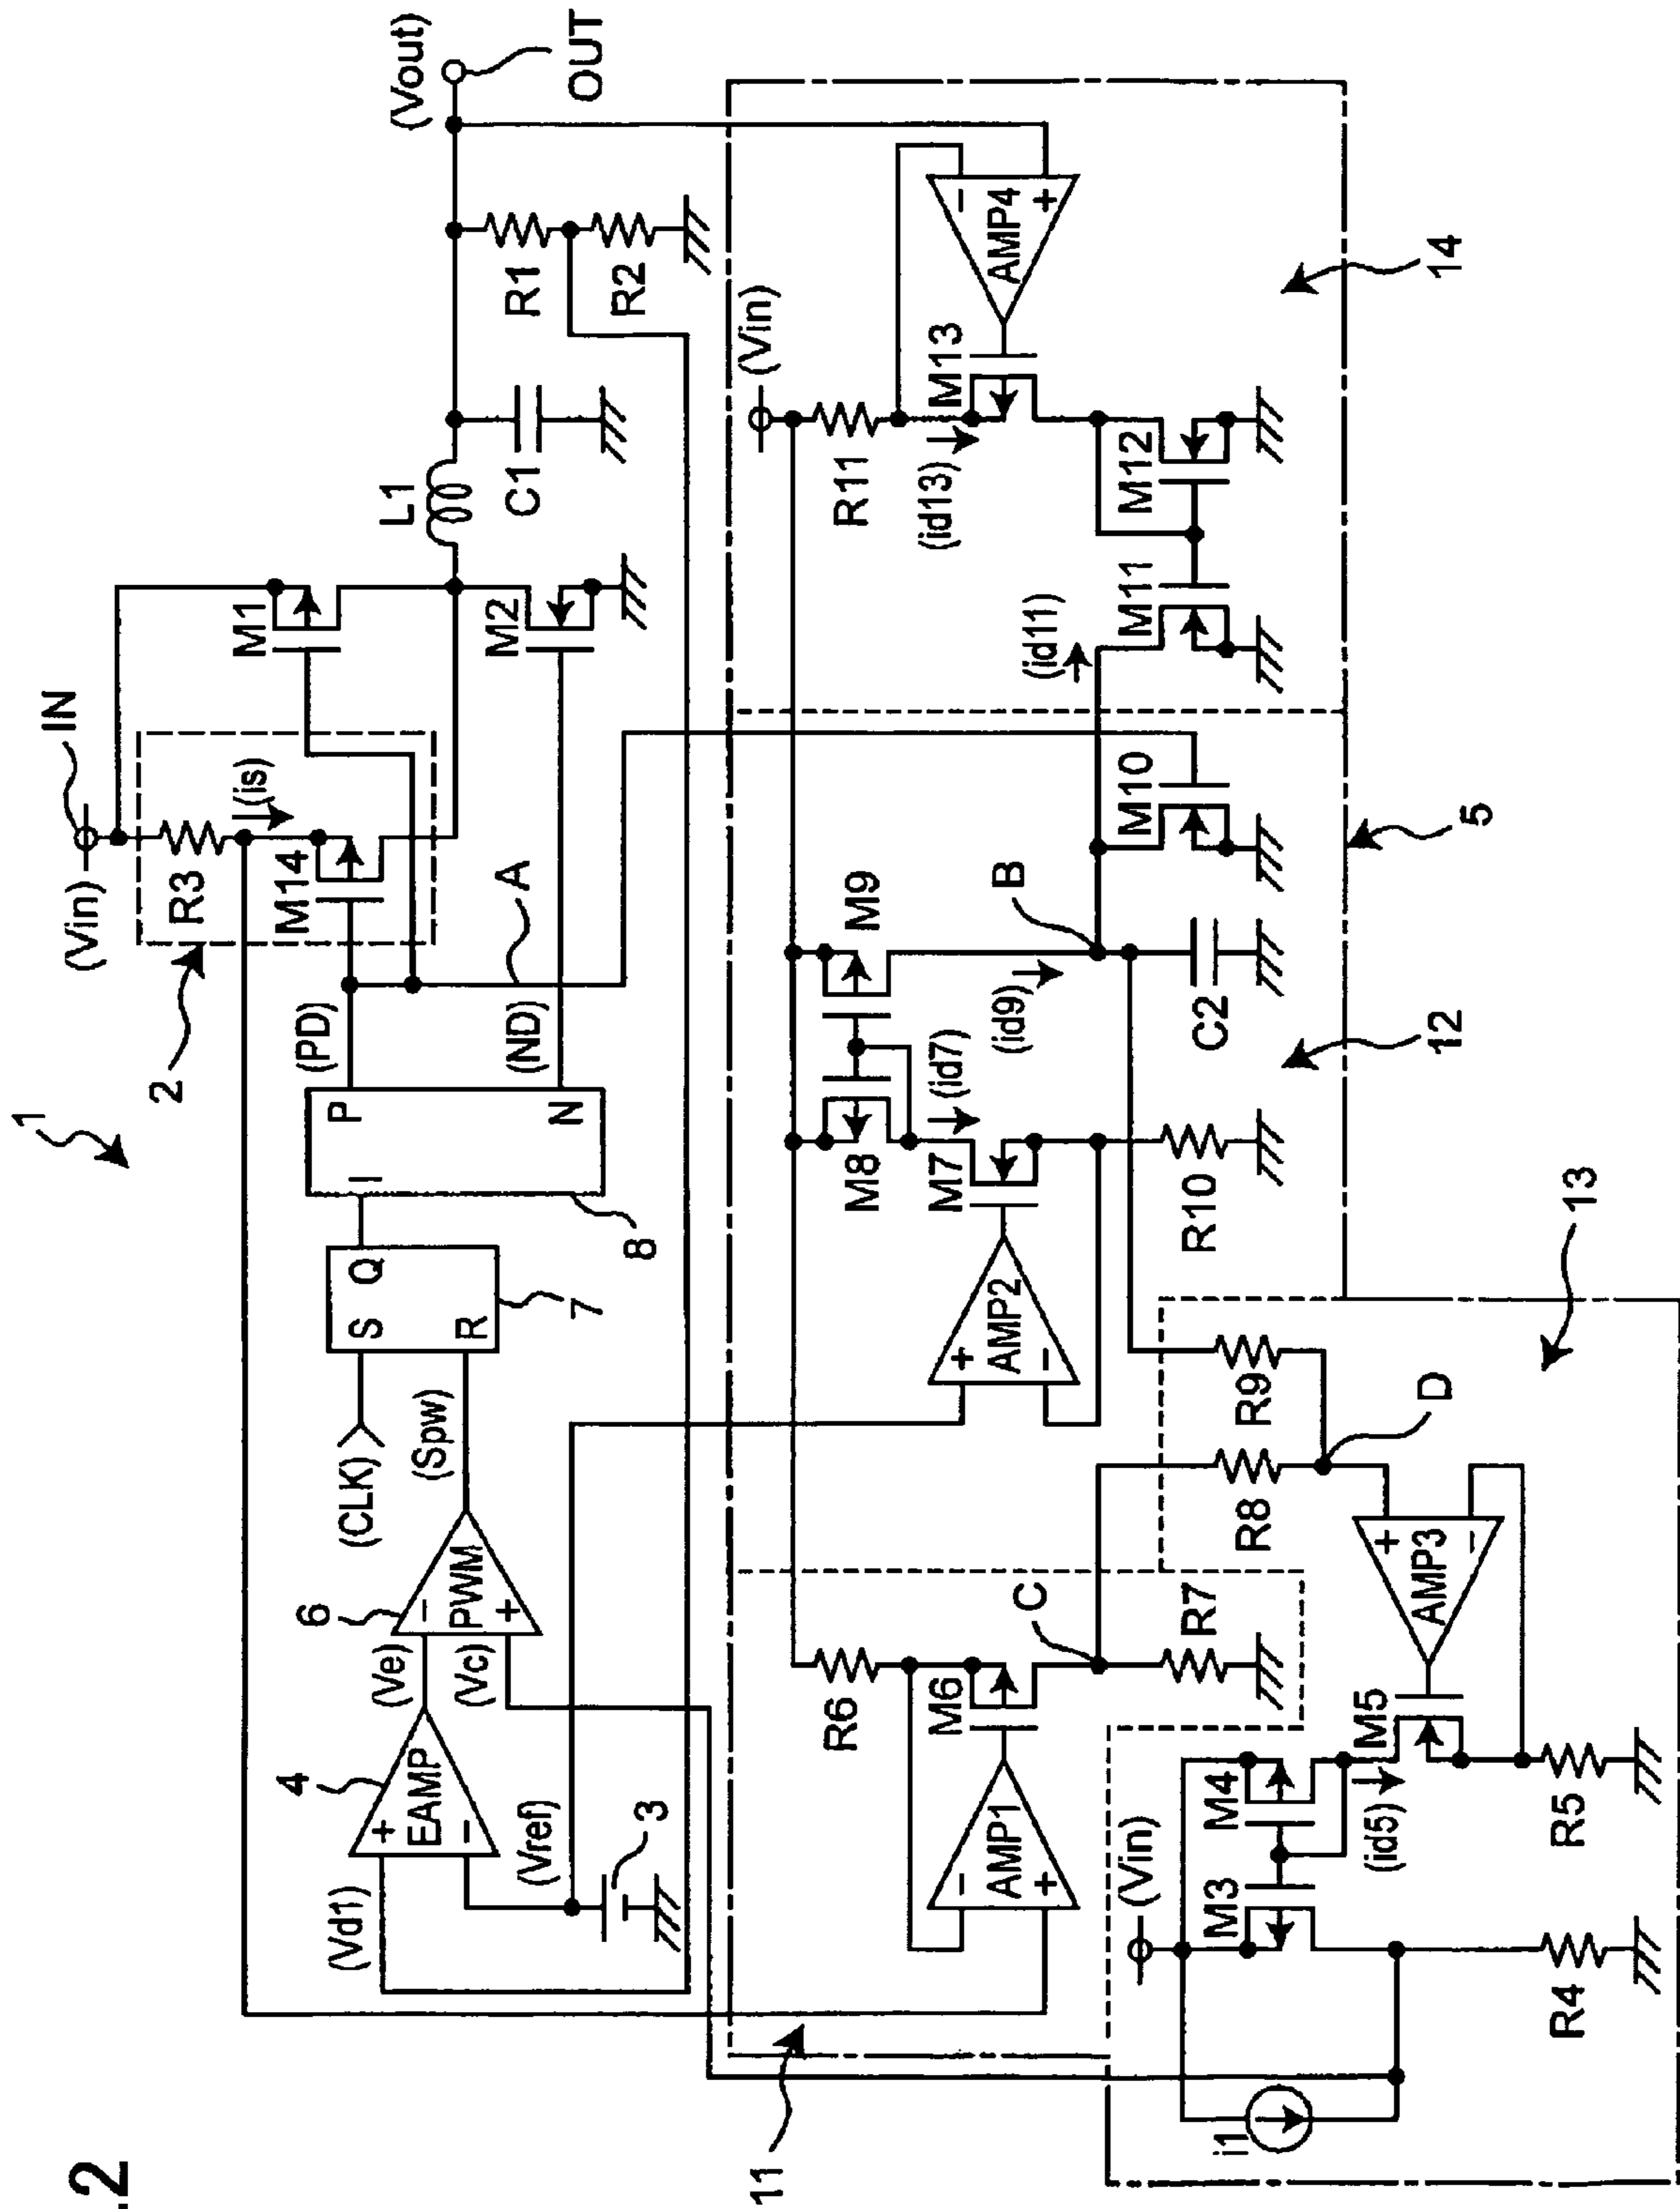 .2
1
(Vin)
IN
2
R3
(is)
M14
M1
M2
L1
C1
R1
R2
(Vout)
OUT
(PD)
(ND)
A
P
I
N
8
S
Q
R
7
(CLK)
(Spw)
6
−
PWM
+
(Ve)
(Vc)
4
+
EAMP
−
(Vd1)
(Vref)
3
11
R6
M6
−
AMP1
+
C
R7
M8
M9
(id7)
(id9)
M7
+
AMP2
−
R10
B
C2
12
M10
5
(Vin)
R11
(id13)
M13
−
AMP4
+
(id11)
M11
M12
14
R8
R9
D
13
+
AMP3
−
(Vin)
M3
M4
M5
(id5)
i1
R4
R5